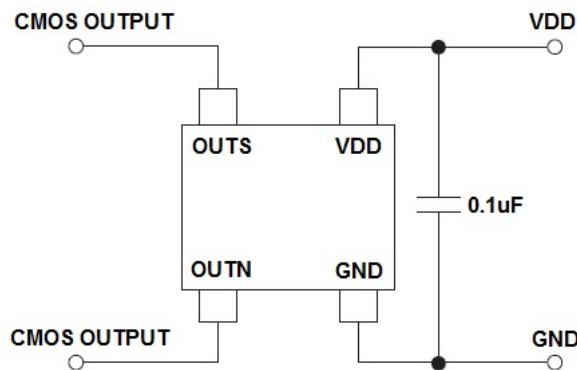 CMOS OUTPUT
VDD
OUTS
VDD
0.1uF
OUTN
GND
CMOS OUTPUT
GND